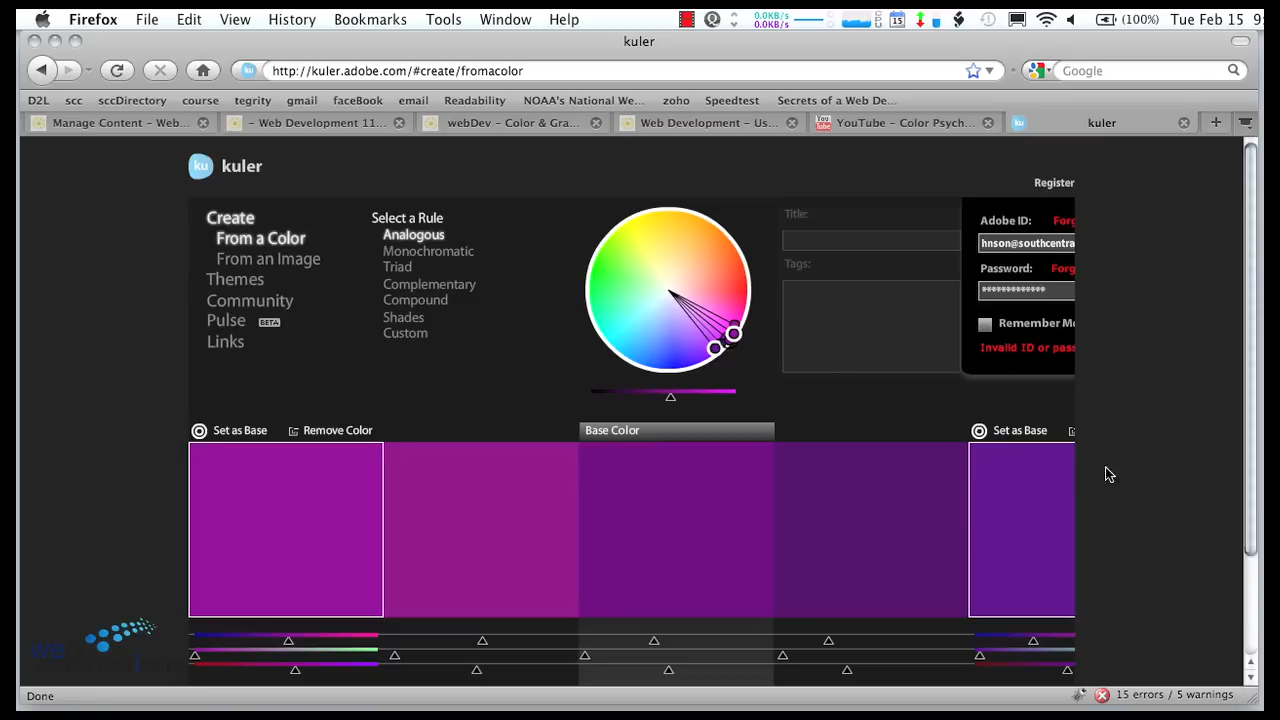 Firefox File Edit View History Bookmarks Tools Window Help 0.0KB/s 0.0KB/s 15 (100%) Tue Feb 15 9:
kuler
http://kuler.adobe.com/#create/fromacolor Google
D2L scc sccDirectory course tegrity gmail faceBook email Readability NOAA's National We... zoho Speedtest Secrets of a Web De...
Manage Content – Web... – Web Development 11... webDev – Color & Gra... Web Development – Us... YouTube – Color Psych... kuler
ku kuler
Register
Create
From a Color
From an Image
Themes
Community
Pulse BETA
Links
Select a Rule
Analogous
Monochromatic
Triad
Complementary
Compound
Shades
Custom
Title:
Tags:
Adobe ID: Forg
hnson@southcentra
Password: Forg
*************
Remember Me
Invalid ID or pass
Set as Base Remove Color Base Color Set as Base
Done 15 errors / 5 warnings